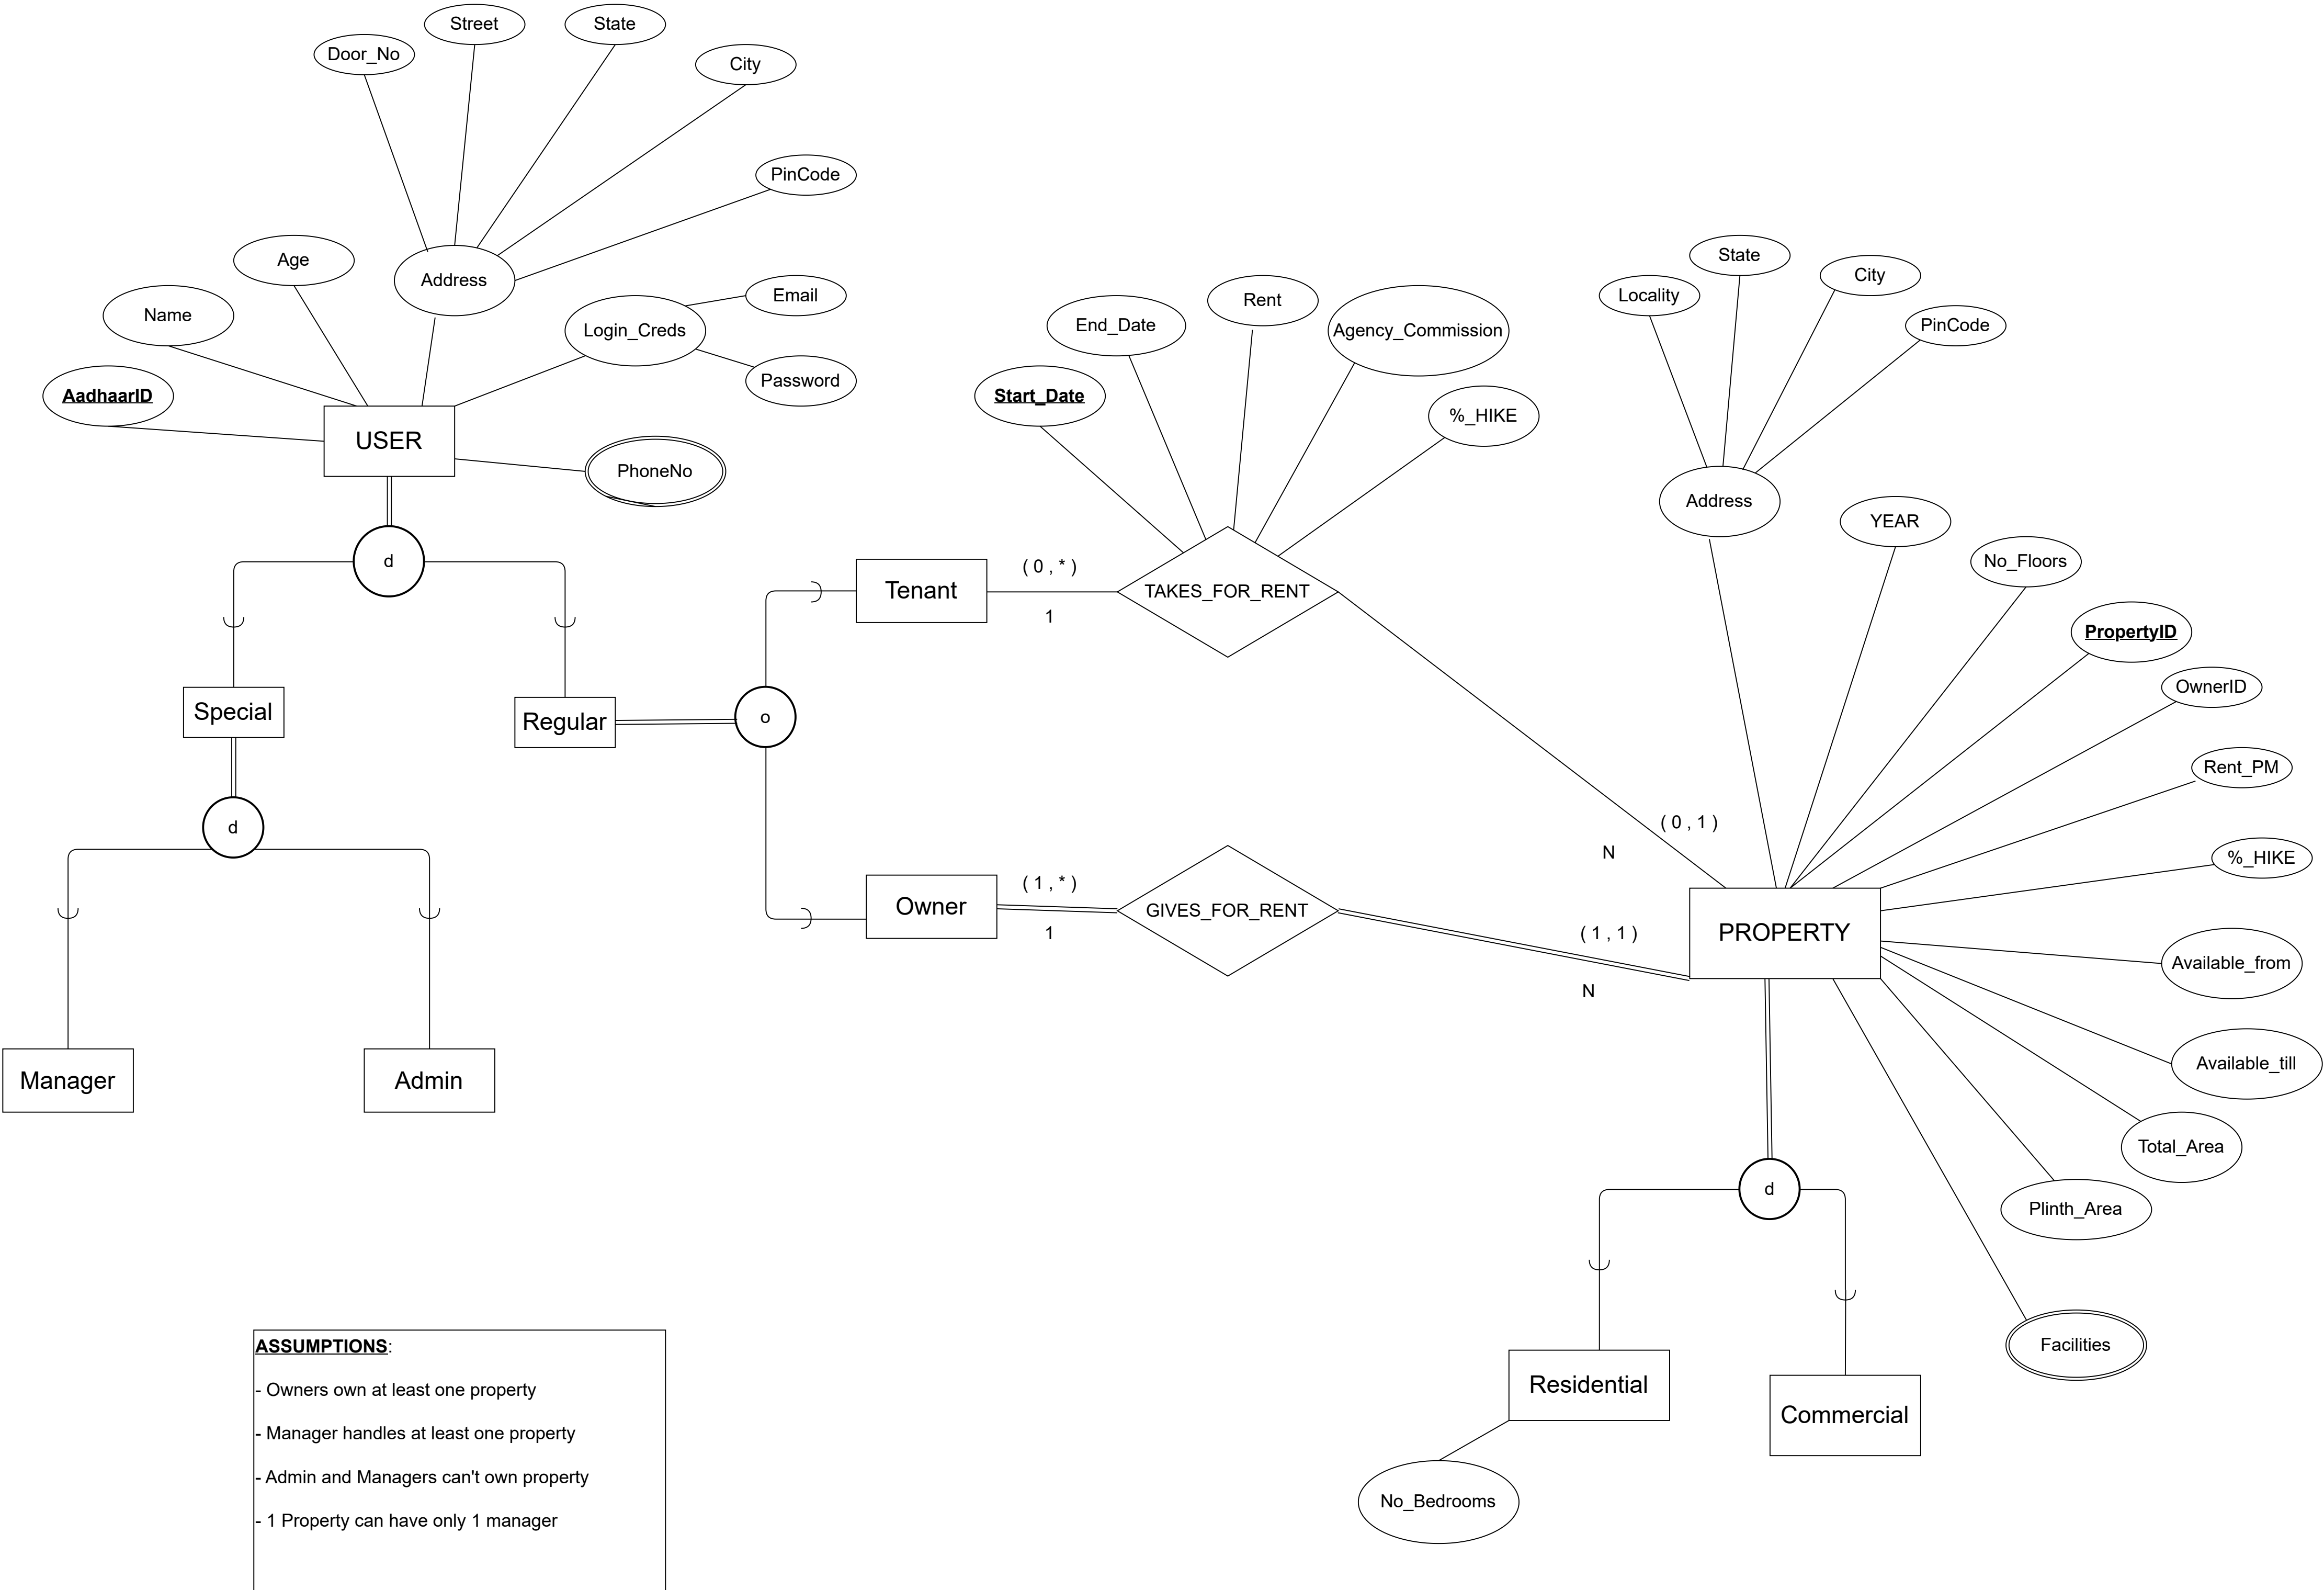 Street
State
Door_No
City
PinCode
Age
Address
Name
Login_Creds
Email
Password
AadhaarID
USER
PhoneNo
d
Special
Regular
d
Manager
Admin
o
Tenant
( 0 , * )
1
TAKES_FOR_RENT
Start_Date
End_Date
Rent
Agency_Commission
%_HIKE
Owner
( 1 , * )
1
GIVES_FOR_RENT
( 0 , 1 )
N
( 1 , 1 )
N
Locality
State
City
PinCode
Address
YEAR
No_Floors
PropertyID
OwnerID
Rent_PM
%_HIKE
PROPERTY
Available_from
Available_till
Total_Area
Plinth_Area
Facilities
d
Residential
Commercial
No_Bedrooms
ASSUMPTIONS:
- Owners own at least one property
- Manager handles at least one property
- Admin and Managers can't own property
- 1 Property can have only 1 manager